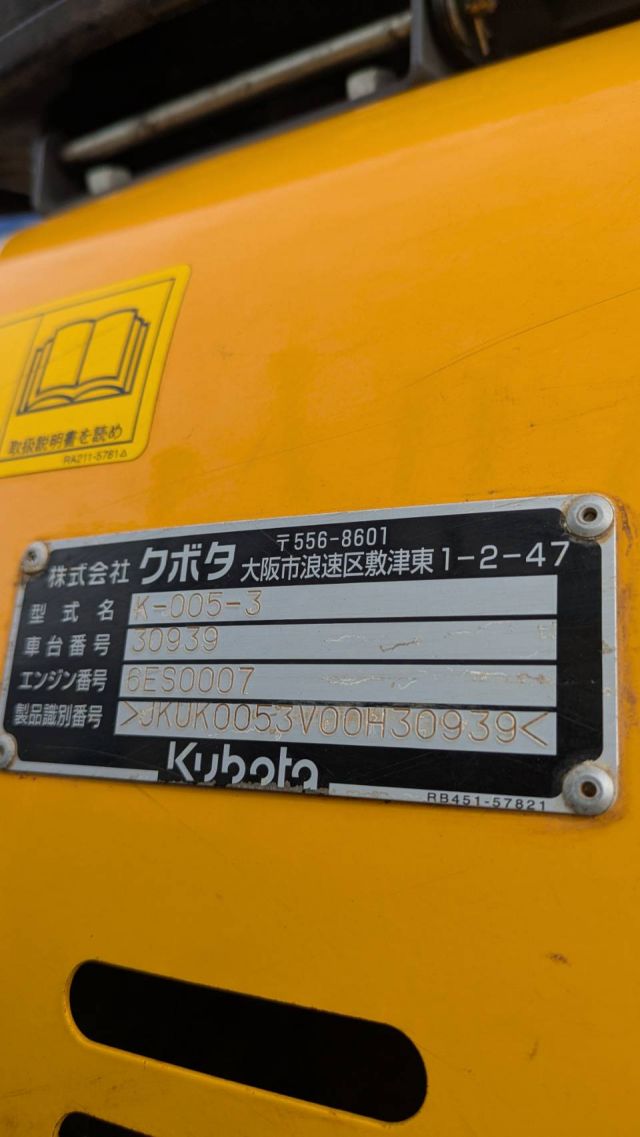 取扱説明書を読め
RA211-5781△
〒556-8601
株式会社 クボタ 大阪市浪速区敷津東1-2-47
型式名 K-005-3
車台番号 30939
エンジン番号 6ES0007
製品識別番号 >JKUK0053V00H30939<
Kubota
RB451-57821